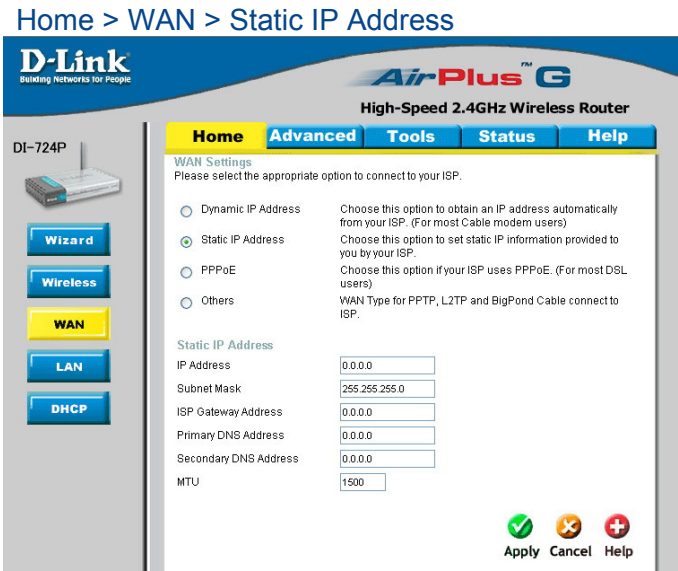 Home > WAN > Static IP Address
D-Link
Building Networks for People
AirPlus G
TM
High-Speed 2.4GHz Wireless Router
DI-724P
Home
Advanced
Tools
Status
Help
Wizard
Wireless
WAN
LAN
DHCP
WAN Settings
Please select the appropriate option to connect to your ISP.
Dynamic IP Address
Choose this option to obtain an IP address automatically
from your ISP. (For most Cable modem users)
Static IP Address
Choose this option to set static IP information provided to
you by your ISP.
PPPoE
Choose this option if your ISP uses PPPoE. (For most DSL
users)
Others
WAN Type for PPTP, L2TP and BigPond Cable connect to
ISP.
Static IP Address
IP Address 0.0.0.0
Subnet Mask 255.255.255.0
ISP Gateway Address 0.0.0.0
Primary DNS Address 0.0.0.0
Secondary DNS Address 0.0.0.0
MTU 1500
Apply Cancel Help